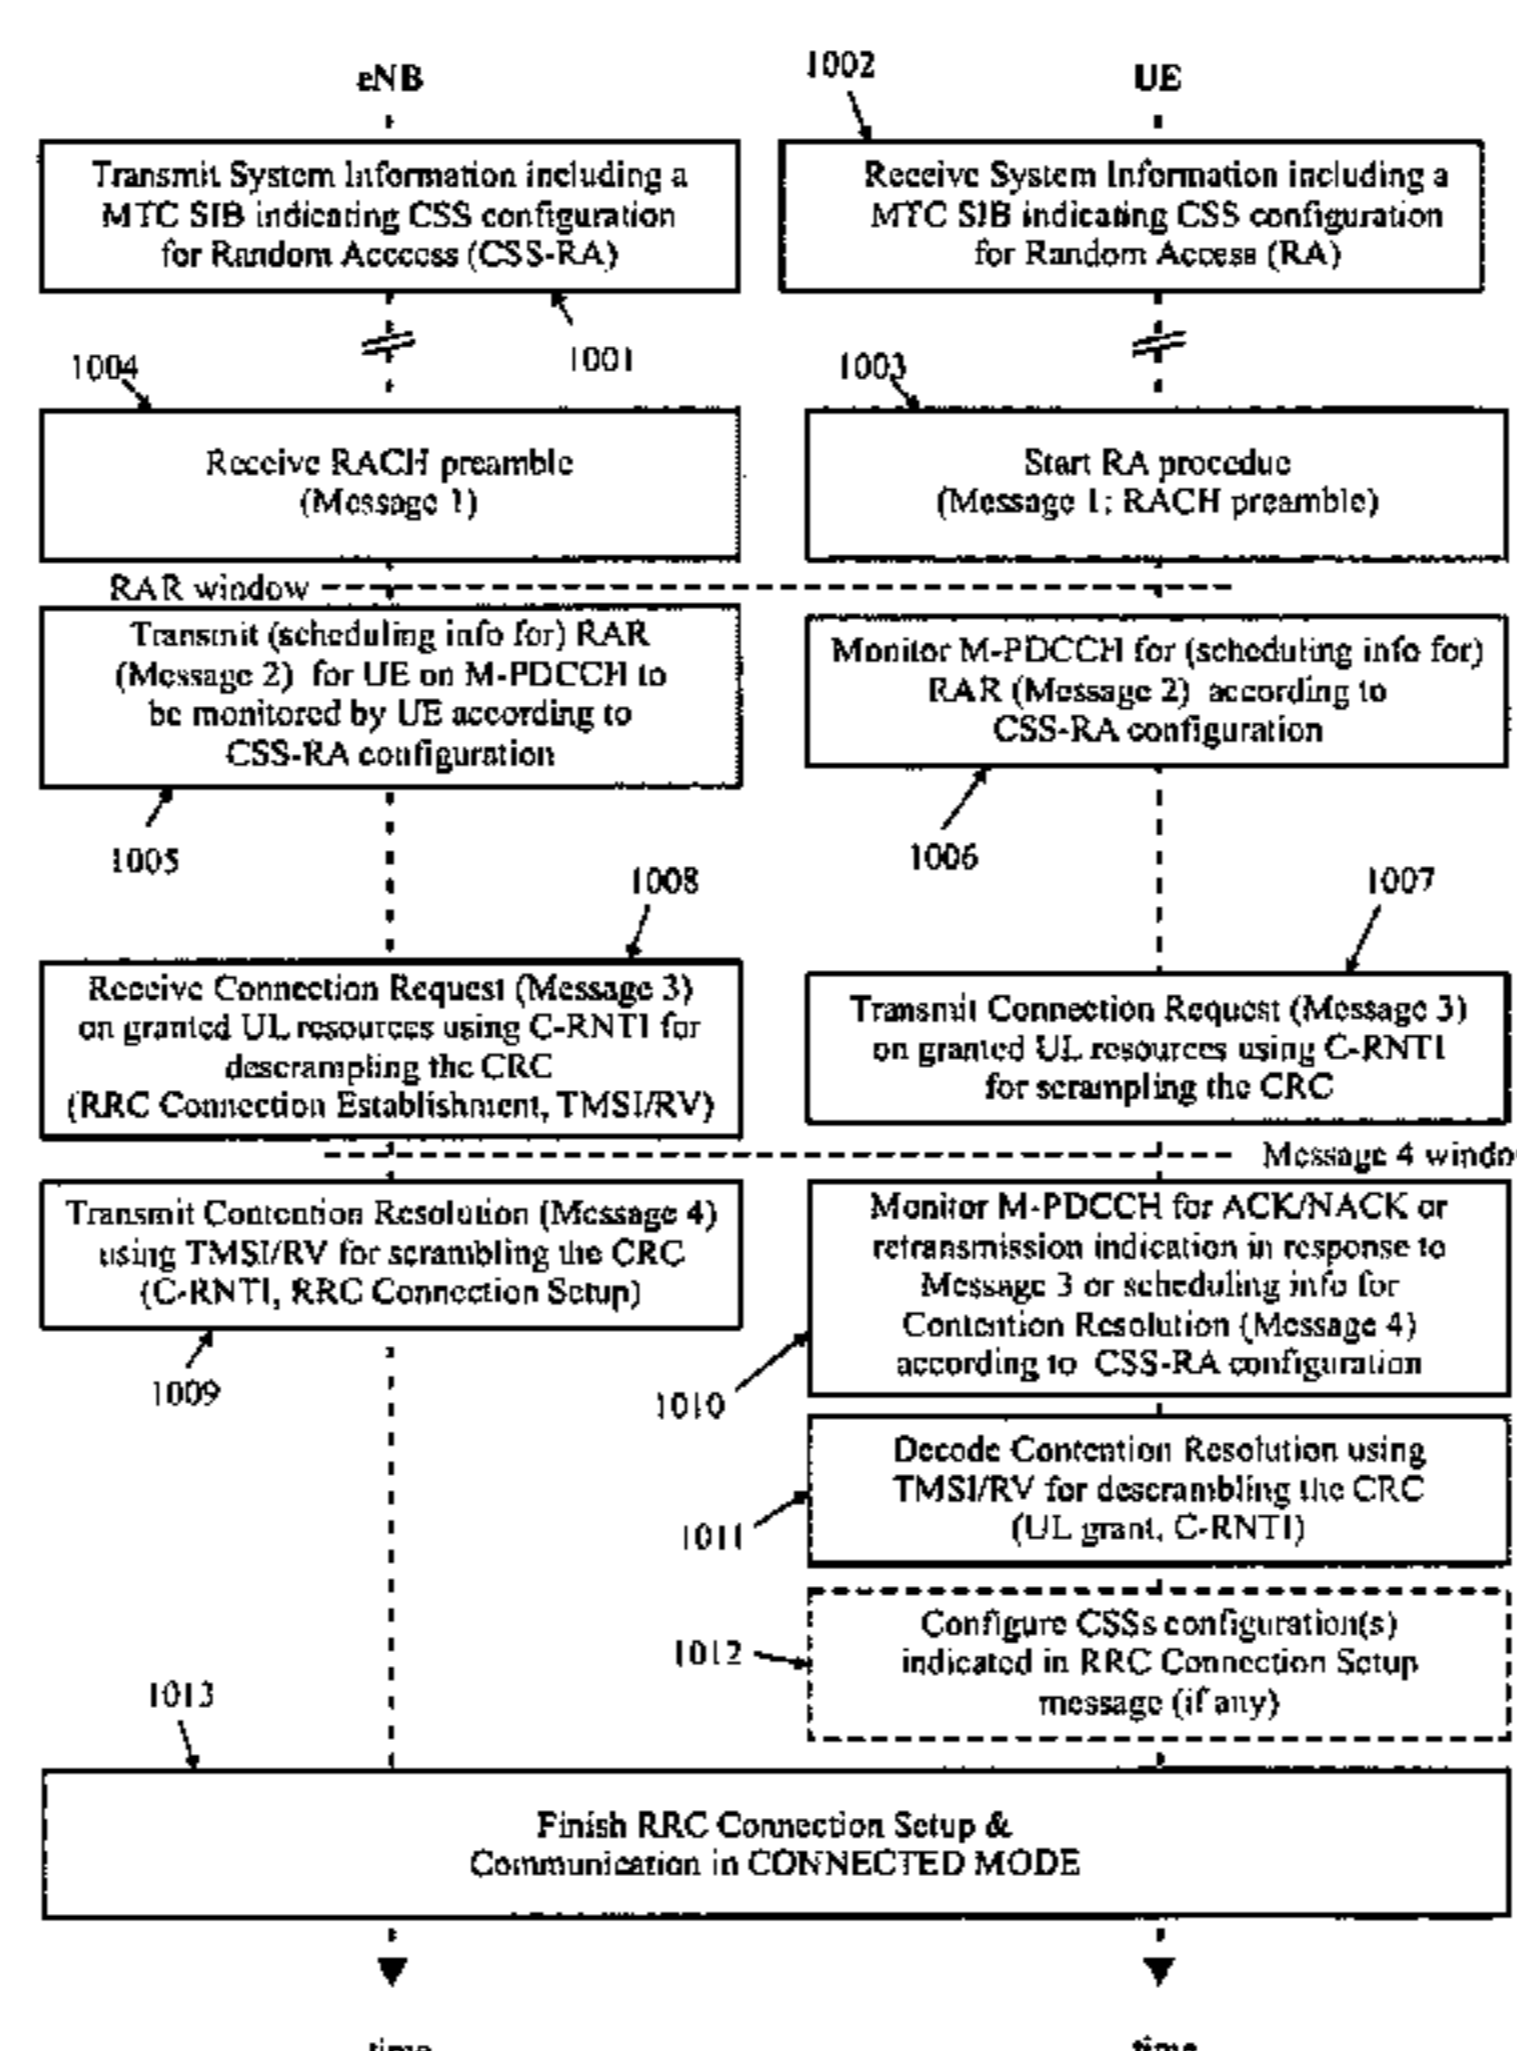 eNB
1002
UE
Transmit System Information including a
MTC SIB indicating CSS configuration
for Random Acccess (CSS-RA)
Receive System Information including a
MTC SIB indicating CSS configuration
for Random Access (RA)
1001
1004
1003
Receive RACH preamble
(Message 1)
Start RA procedue
(Message 1; RACH preamble)
RAR window
Transmit (scheduling info for) RAR
(Message 2) for UE on M-PDCCH to
be monitored by UE according to
CSS-RA configuration
Monitor M-PDCCH for (scheduling info for)
RAR (Message 2) according to
CSS-RA configuration
1005
1006
1008
1007
Receive Connection Request (Message 3)
on granted UL resources using C-RNTI for
descrampling the CRC
(RRC Connection Establishment, TMSI/RV)
Transmit Connection Request (Message 3)
on granted UL resources using C-RNTI
for scrampling the CRC
Message 4 windo
Transmit Contention Resolution (Message 4)
using TMSI/RV for scrambling the CRC
(C-RNTI, RRC Connection Setup)
Monitor M-PDCCH for ACK/NACK or
retransmission indication in response to
Message 3 or scheduling info for
Contention Resolution (Message 4)
according to CSS-RA configuration
1009
1010
Decode Contention Resolution using
TMSI/RV for descrambling the CRC
(UL grant, C-RNTI)
1011
Configure CSSs configuration(s)
indicated in RRC Connection Setup
message (if any)
1012
1013
Finish RRC Connection Setup &
Communication in CONNECTED MODE
time
time